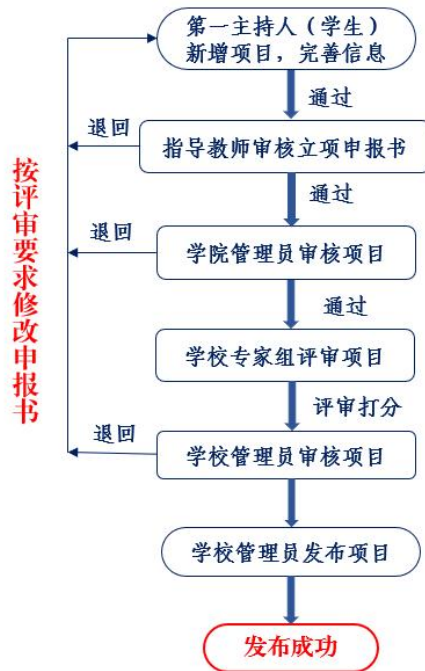 第一主持人（学生）
新增项目，完善信息
通过
退回
指导教师审核立项申报书
通过
退回
学院管理员审核项目
通过
学校专家组评审项目
评审打分
退回
学校管理员审核项目
学校管理员发布项目
发布成功
按评审要求修改申报书